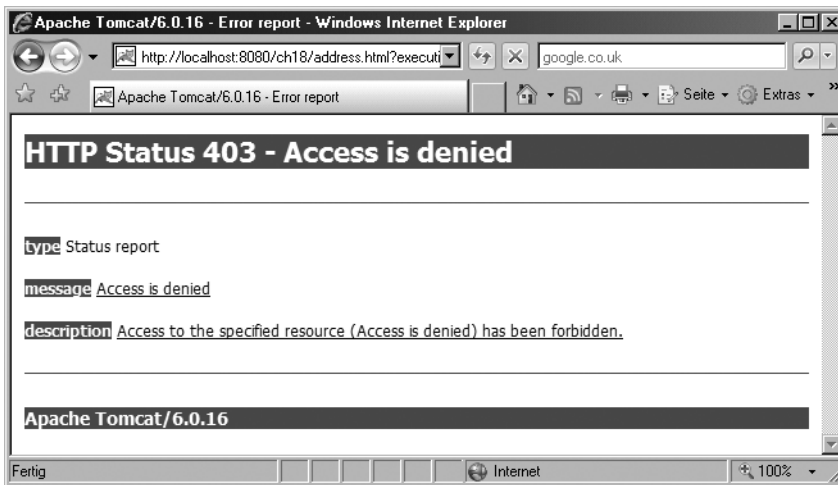 Apache Tomcat/6.0.16 - Error report - Windows Internet Explorer
http://localhost:8080/ch18/address.html?executi
google.co.uk
Apache Tomcat/6.0.16 - Error report
Seite
Extras
»
HTTP Status 403 - Access is denied
type Status report
message Access is denied
description Access to the specified resource (Access is denied) has been forbidden.
Apache Tomcat/6.0.16
Fertig
Internet
100%